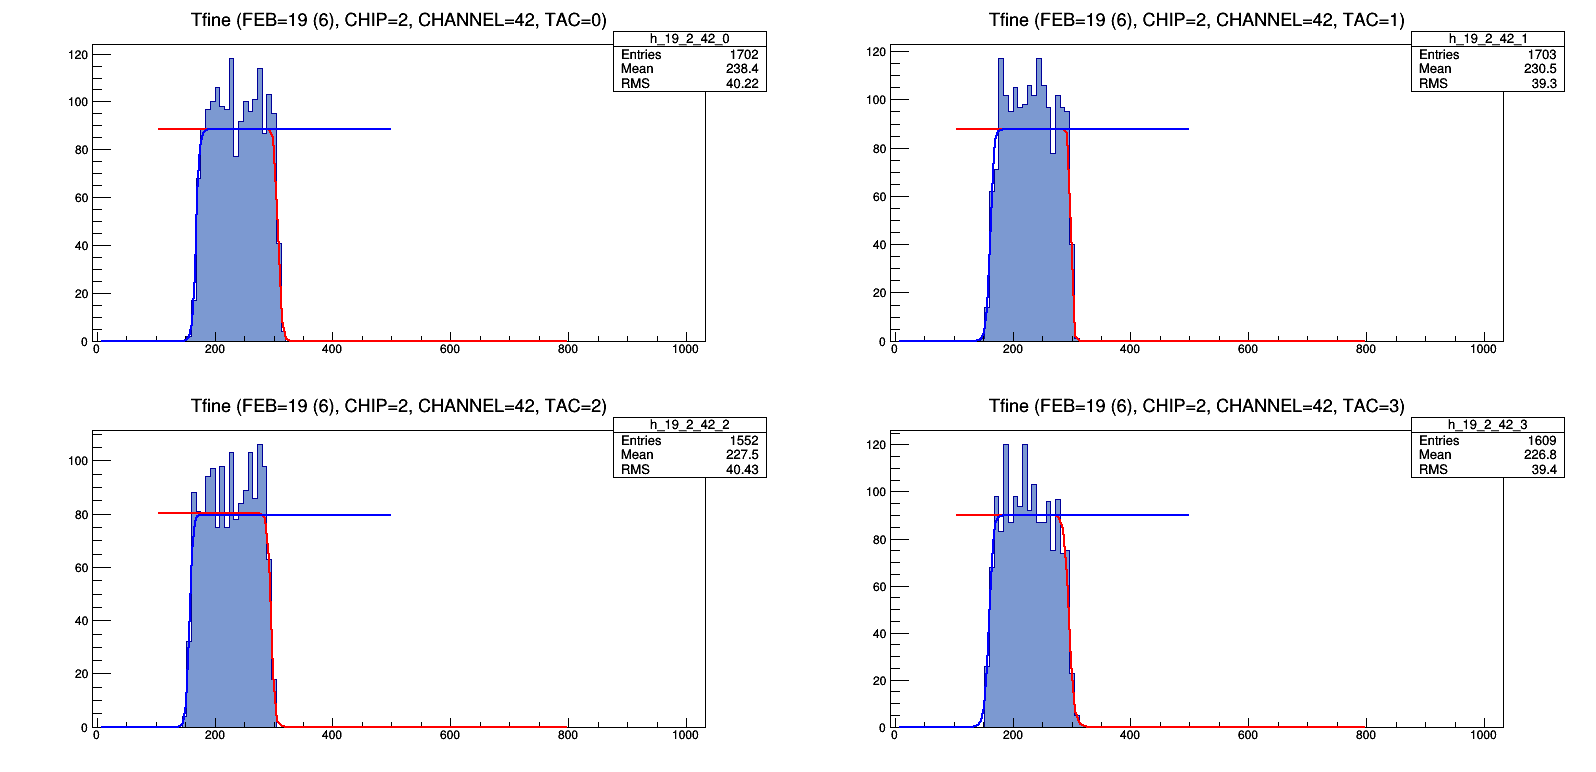 Tfine (FEB=19 (6), CHIP=2, CHANNEL=42, TAC=0)
h_19_2_42_0
Entries 1702
Mean 238.4
RMS 40.22
120
100
80
60
40
20
0
0 200 400 600 800 1000
Tfine (FEB=19 (6), CHIP=2, CHANNEL=42, TAC=1)
h_19_2_42_1
Entries 1703
Mean 230.5
RMS 39.3
120
100
80
60
40
20
0
0 200 400 600 800 1000
Tfine (FEB=19 (6), CHIP=2, CHANNEL=42, TAC=2)
h_19_2_42_2
Entries 1552
Mean 227.5
RMS 40.43
100
80
60
40
20
0
0 200 400 600 800 1000
Tfine (FEB=19 (6), CHIP=2, CHANNEL=42, TAC=3)
h_19_2_42_3
Entries 1609
Mean 226.8
RMS 39.4
120
100
80
60
40
20
0
0 200 400 600 800 1000